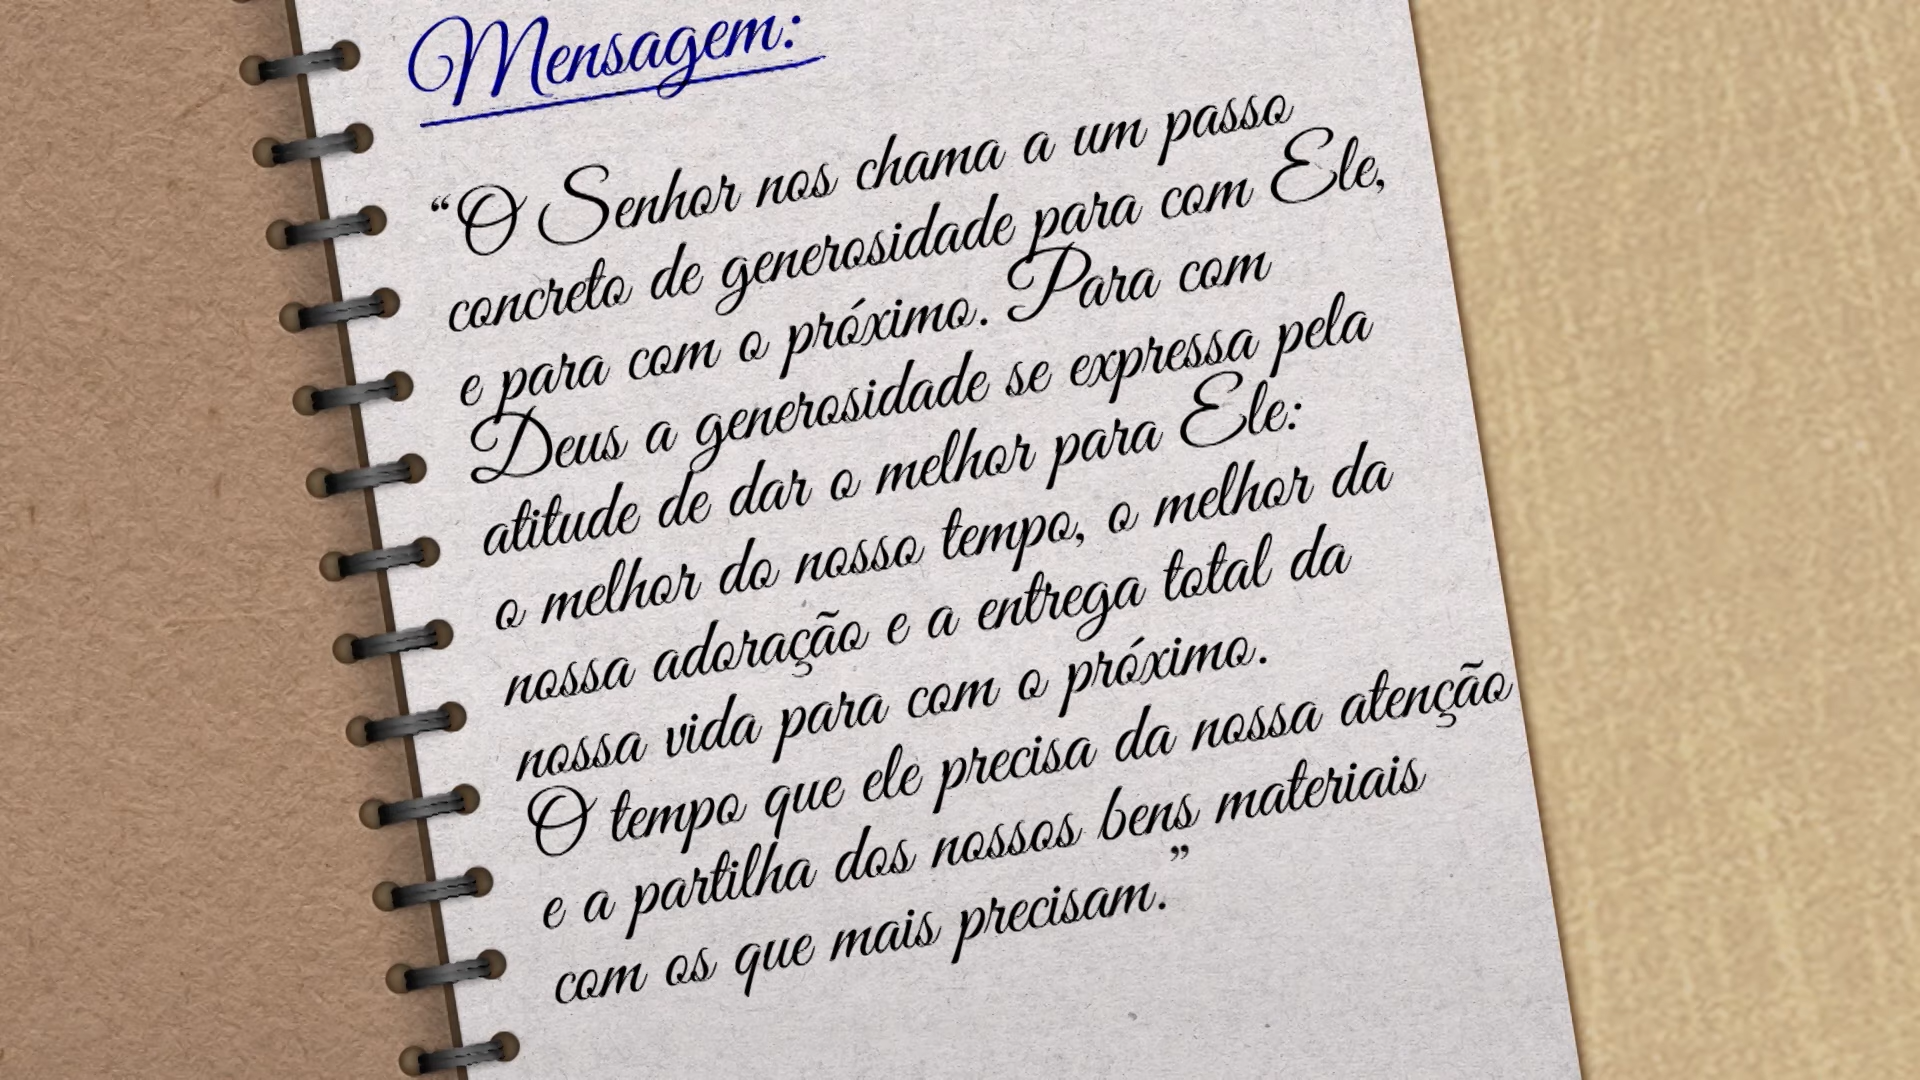 Mensagem:
“O Senhor nos chama a um passo
concreto de generosidade para com Ele,
e para com o próximo. Para com
Deus a generosidade se expressa pela
atitude de dar o melhor para Ele:
o melhor do nosso tempo, o melhor da
nossa adoração e a entrega total da
nossa vida para com o próximo.
O tempo que ele precisa da nossa atenção
e a partilha dos nossos bens materiais
com os que mais precisam.”